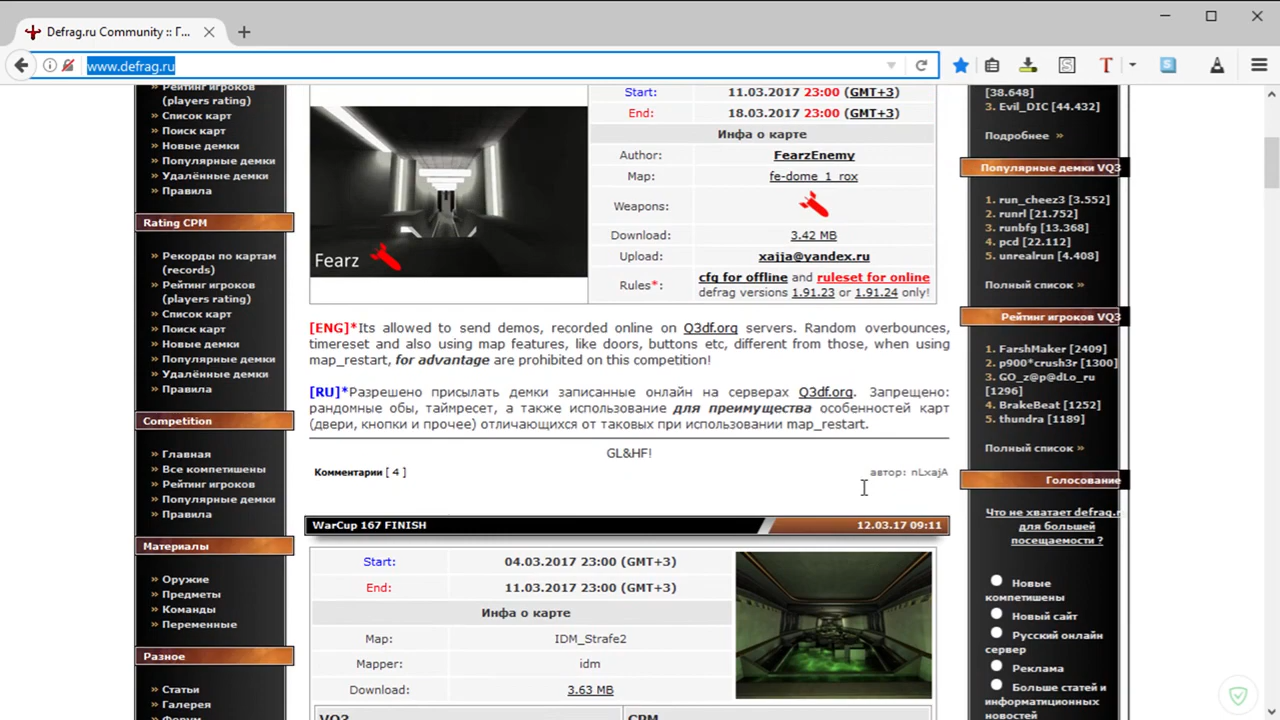 Defrag.ru Community :: Г...
www.defrag.ru
Рейтинг игроков
(players rating)
Список карт
Поиск карт
Новые демки
Популярные демки
Удалённые демки
Правила
Rating CPM
Рекорды по картам
(records)
Рейтинг игроков
(players rating)
Список карт
Поиск карт
Новые демки
Популярные демки
Удалённые демки
Правила
Competition
Главная
Все компетишены
Рейтинг игроков
Популярные демки
Правила
Материалы
Оружие
Предметы
Команды
Переменные
Разное
Статьи
Галерея
Форум
Fearz
Start: 11.03.2017 23:00 (GMT+3)
End: 18.03.2017 23:00 (GMT+3)
Инфа о карте
Author: FearzEnemy
Map: fe-dome_1_rox
Weapons:
Download: 3.42 MB
Upload: xajja@yandex.ru
Rules*: cfg for offline and ruleset for online
defrag versions 1.91.23 or 1.91.24 only!
[ENG]*Its allowed to send demos, recorded online on Q3df.org servers. Random overbounces,
timereset and also using map features, like doors, buttons etc, different from those, when using
map_restart, for advantage are prohibited on this competition!
[RU]*Разрешено присылать демки записанные онлайн на серверах Q3df.org. Запрещено:
рандомные обы, таймресет, а также использование для преимущества особенностей карт
(двери, кнопки и прочее) отличающихся от таковых при использовании map_restart.
GL&HF!
Комментарии [ 4 ]
автор: nLxajA
WarCup 167 FINISH
12.03.17 09:11
Start: 04.03.2017 23:00 (GMT+3)
End: 11.03.2017 23:00 (GMT+3)
Инфа о карте
Map: IDM_Strafe2
Mapper: idm
Download: 3.63 MB
VQ3 CPM
[38.648]
3. Evil_DIC [44.432]
Подробнее »
Популярные демки VQ3
1. run_cheez3 [3.552]
2. runrl [21.752]
3. runbfg [13.368]
4. pcd [22.112]
5. unrealrun [4.408]
Полный список »
Рейтинг игроков VQ3
1. FarshMaker [2409]
2. p900*crush3r [1300]
3. GO_z@p@dLo_ru
[1296]
4. BrakeBeat [1252]
5. thundra [1189]
Полный список »
Голосование
Что не хватает defrag.r
для большей
посещаемости ?
Новые
компетишены
Новый сайт
Русский онлайн
сервер
Реклама
Больше статей и
информатиционных
новостей